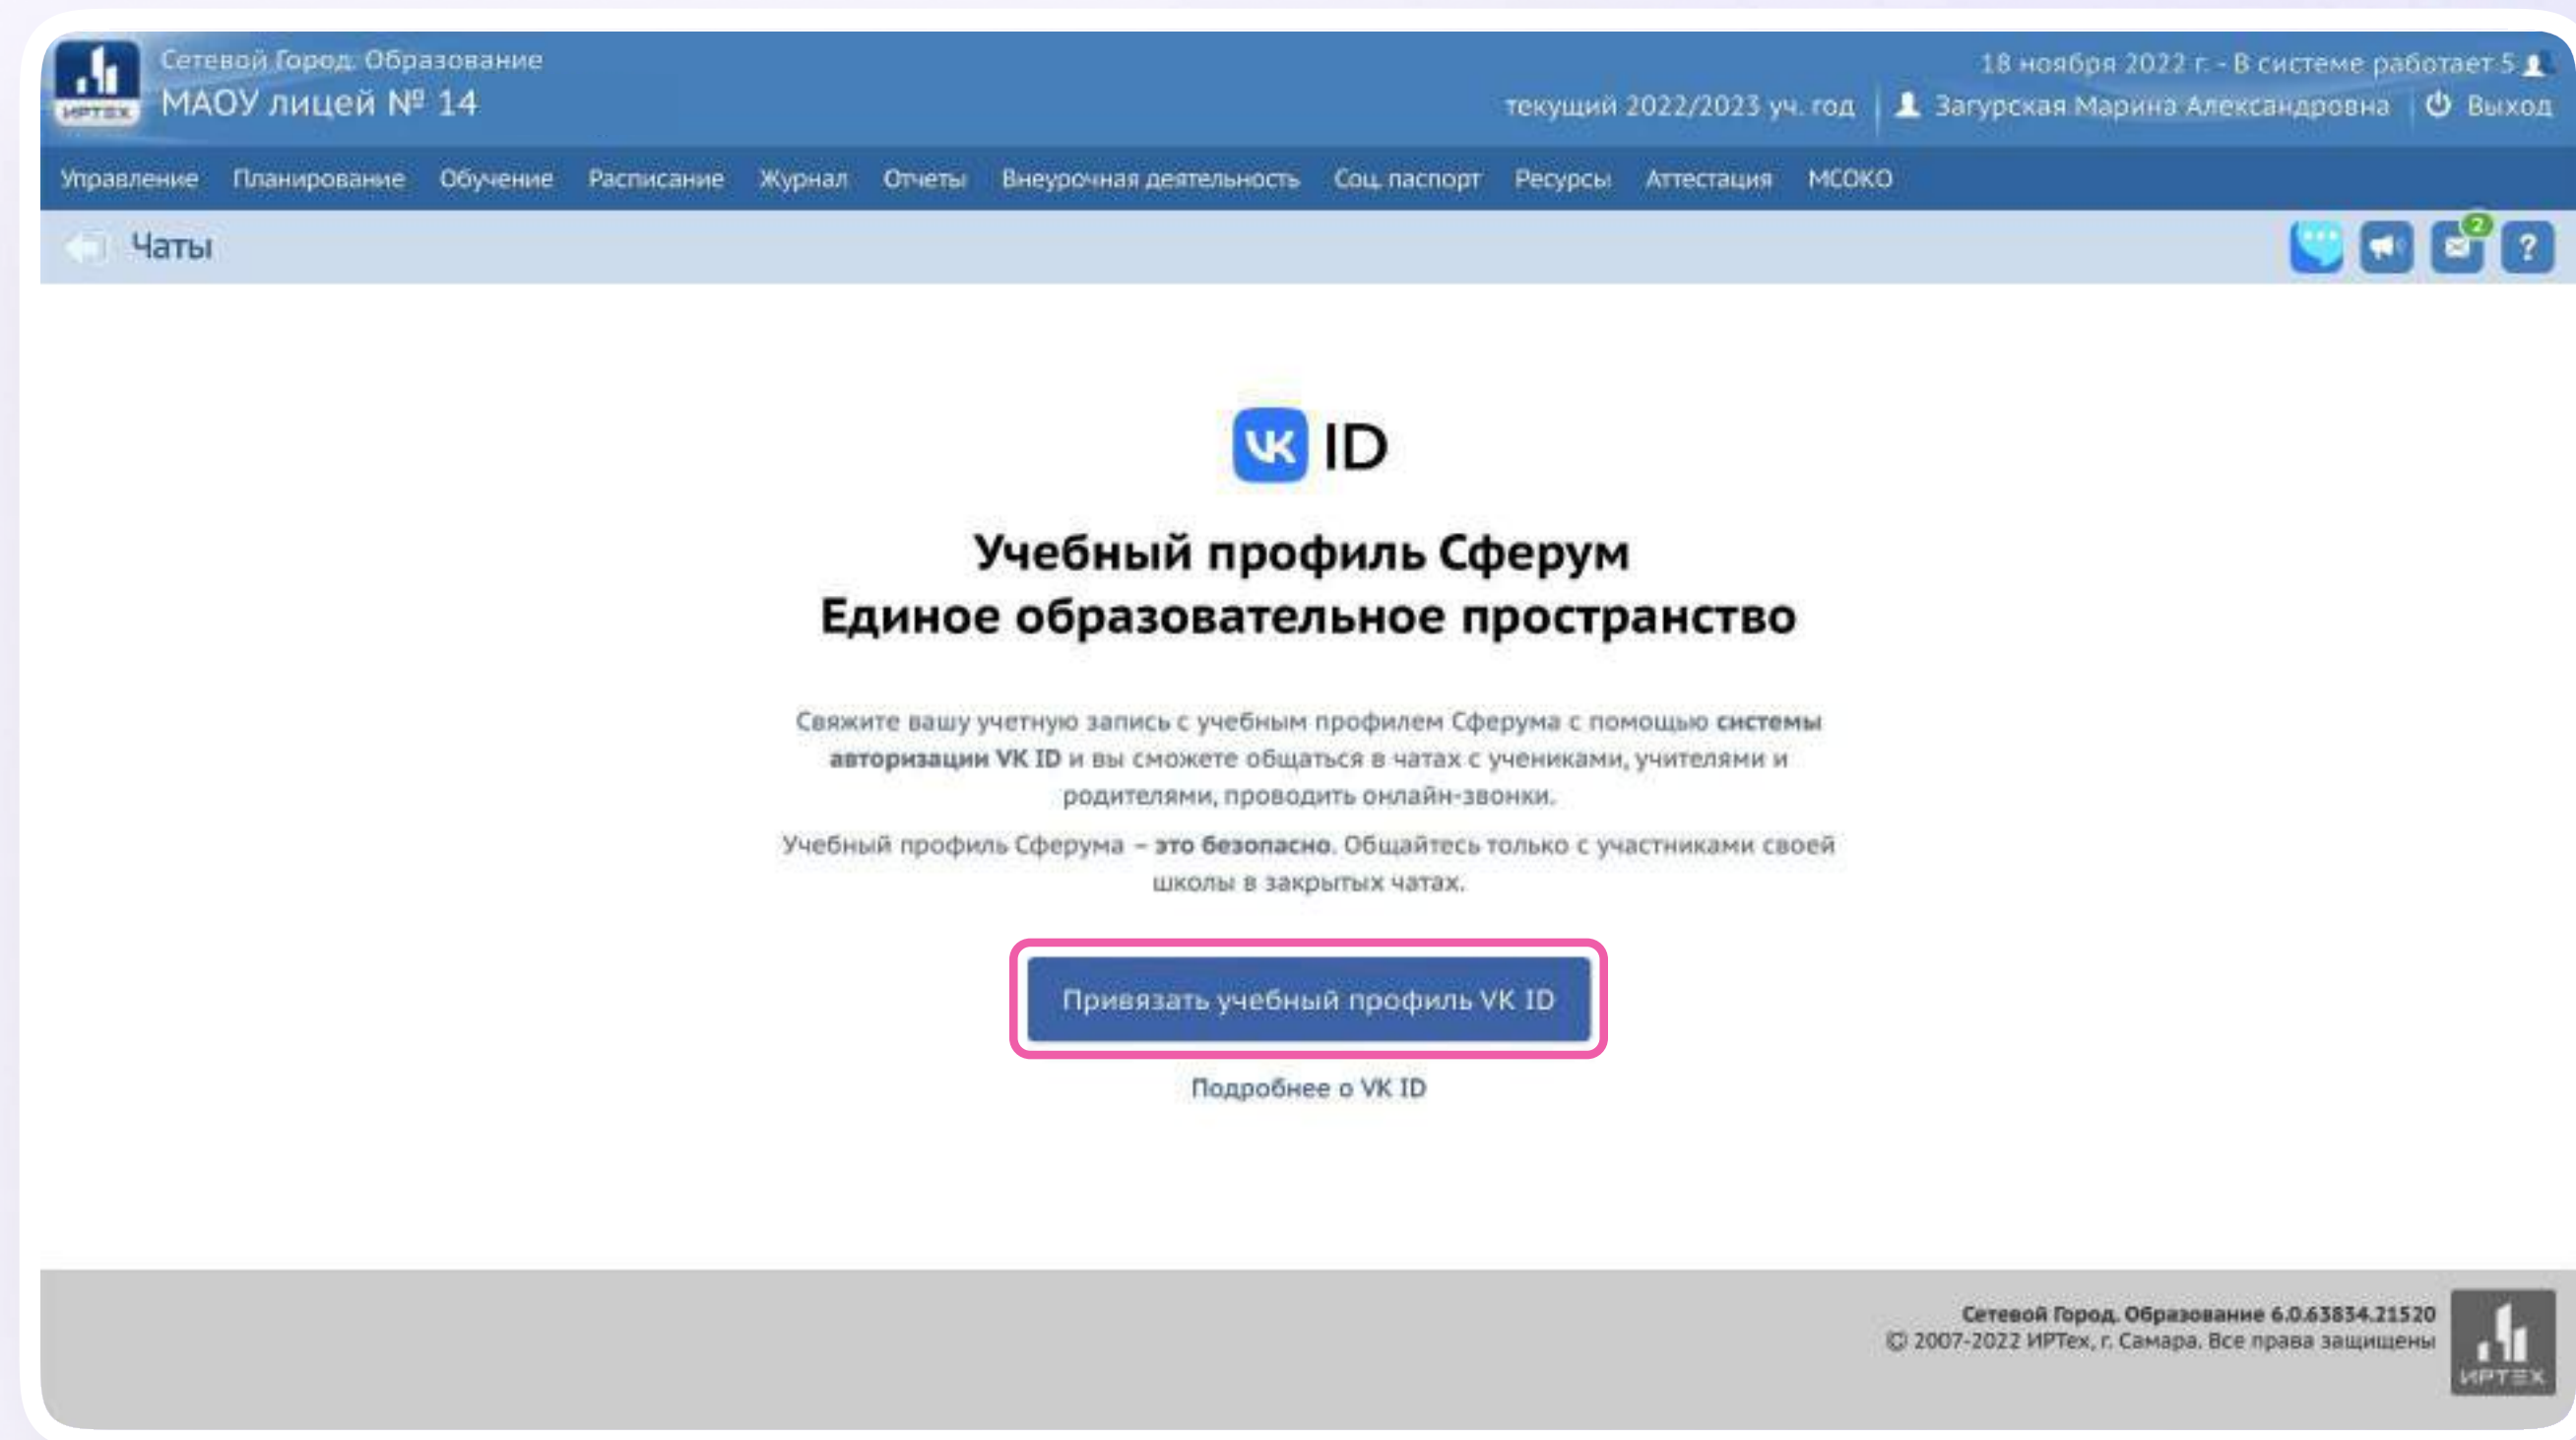 Сетевой Город. Образование
МАОУ лицей № 14
ИРТЕХ
18 ноября 2022 г. - В системе работает 5
текущий 2022/2023 уч. год
Загурская Марина Александровна
Выход
Управление Планирование Обучение Расписание Журнал Отчеты Внеурочная деятельность Соц. паспорт Ресурсы Аттестация МСОКО
Чаты
2
?
VK ID
Учебный профиль Сферум
Единое образовательное пространство
Свяжите вашу учетную запись с учебным профилем Сферума с помощью системы
авторизации VK ID и вы сможете общаться в чатах с учениками, учителями и
родителями, проводить онлайн-звонки.
Учебный профиль Сферума – это безопасно. Общайтесь только с участниками своей
школы в закрытых чатах.
Привязать учебный профиль VK ID
Подробнее о VK ID
Сетевой Город. Образование 6.0.63834.21520
© 2007-2022 ИРТех, г. Самара. Все права защищены
ИРТЕХ